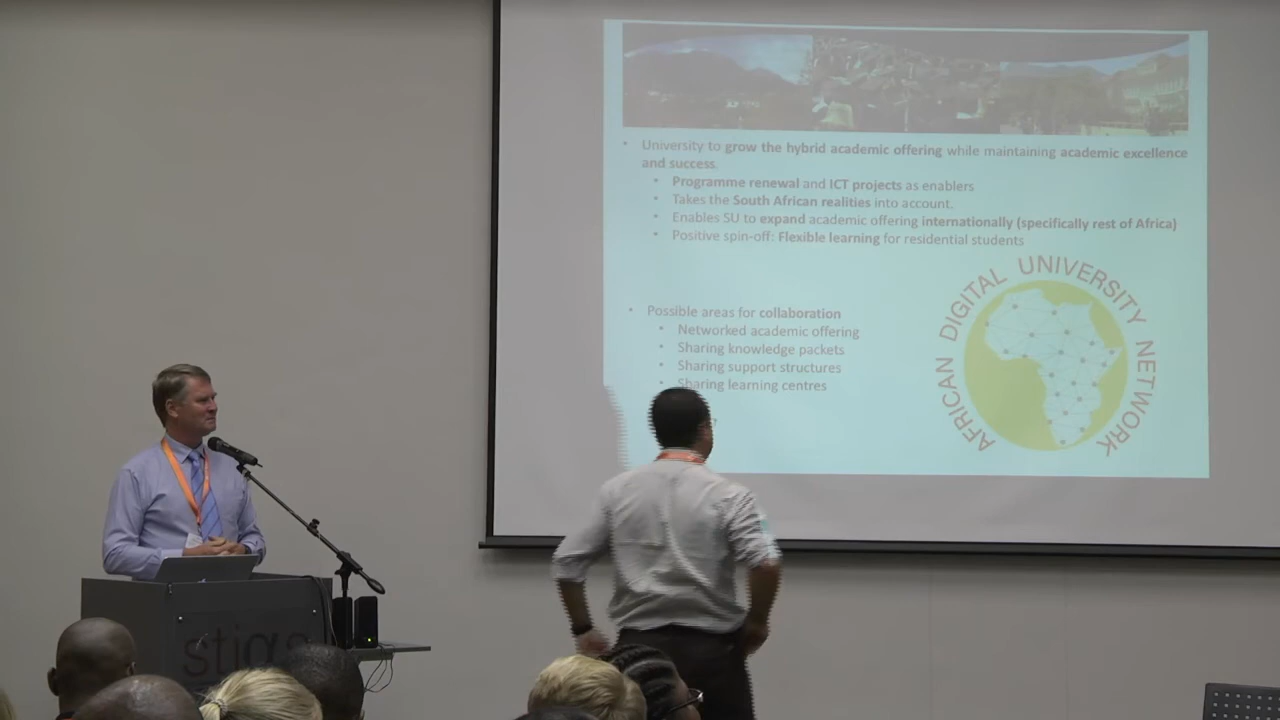 • University to grow the hybrid academic offering while maintaining academic excellence
and success.
• Programme renewal and ICT projects as enablers
• Takes the South African realities into account.
• Enables SU to expand academic offering internationally (specifically rest of Africa)
• Positive spin-off: Flexible learning for residential students
• Possible areas for collaboration
• Networked academic offering
• Sharing knowledge packets
• Sharing support structures
• Sharing learning centres
AFRICAN DIGITAL UNIVERSITY NETWORK
stias